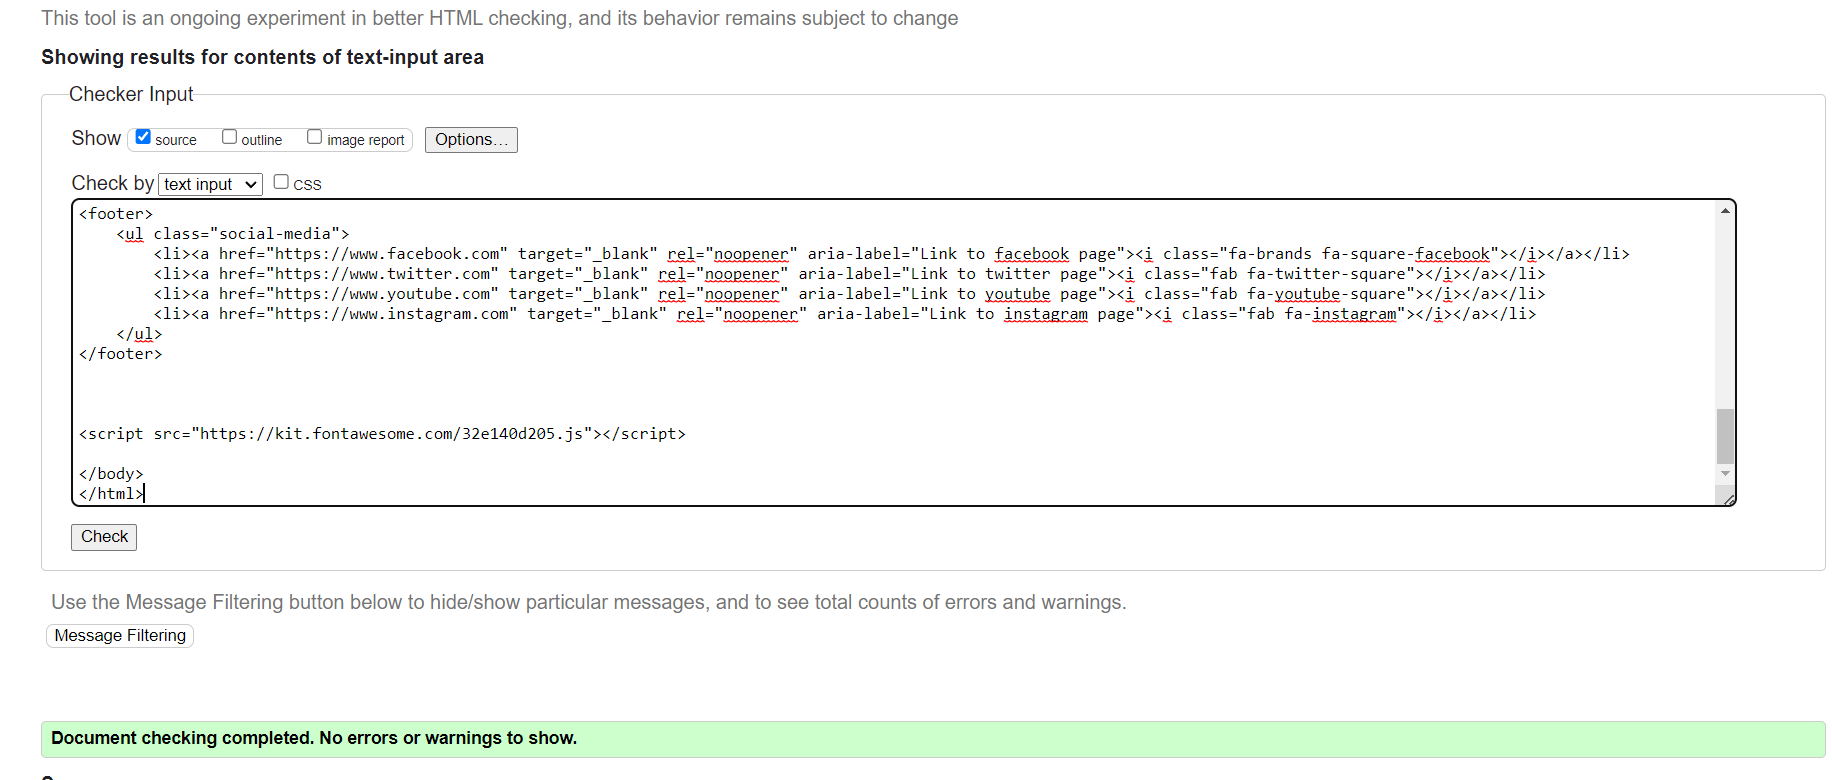 This tool is an ongoing experiment in better HTML checking, and its behavior remains subject to change
Showing results for contents of text-input area
Checker Input
Show source outline image report Options...
Check by text input CSS
<footer>
    <ul class="social-media">
        <li><a href="https://www.facebook.com" target="_blank" rel="noopener" aria-label="Link to facebook page"><i class="fa-brands fa-square-facebook"></i></a></li>
        <li><a href="https://www.twitter.com" target="_blank" rel="noopener" aria-label="Link to twitter page"><i class="fab fa-twitter-square"></i></a></li>
        <li><a href="https://www.youtube.com" target="_blank" rel="noopener" aria-label="Link to youtube page"><i class="fab fa-youtube-square"></i></a></li>
        <li><a href="https://www.instagram.com" target="_blank" rel="noopener" aria-label="Link to instagram page"><i class="fab fa-instagram"></i></a></li>
    </ul>
</footer>
<script src="https://kit.fontawesome.com/32e140d205.js"></script>
</body>
</html>
Check
Use the Message Filtering button below to hide/show particular messages, and to see total counts of errors and warnings.
Message Filtering
Document checking completed. No errors or warnings to show.